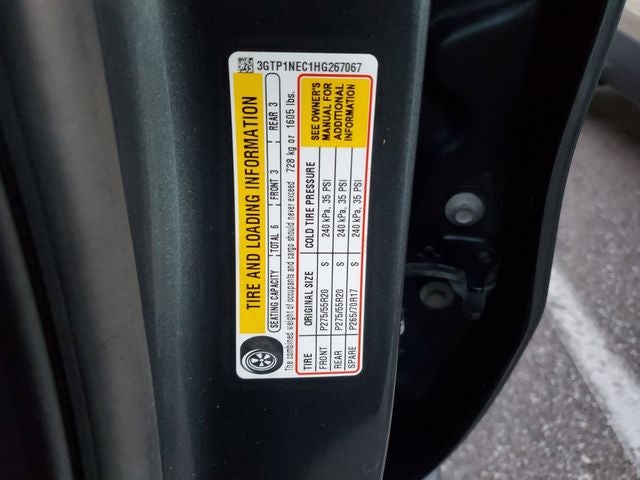 3GTP1NEC1HG267067
TIRE AND LOADING INFORMATION
SEATING CAPACITY TOTAL 6 FRONT 3 REAR 3
The combined weight of occupants and cargo should never exceed 728 kg or 1605 lbs.
TIRE ORIGINAL SIZE COLD TIRE PRESSURE
FRONT P275/55R20 S 240 kPa, 35 PSI
REAR P275/55R20 S 240 kPa, 35 PSI
SPARE P265/70R17 S 240 kPa, 35 PSI
SEE OWNER'S
MANUAL FOR
ADDITIONAL
INFORMATION